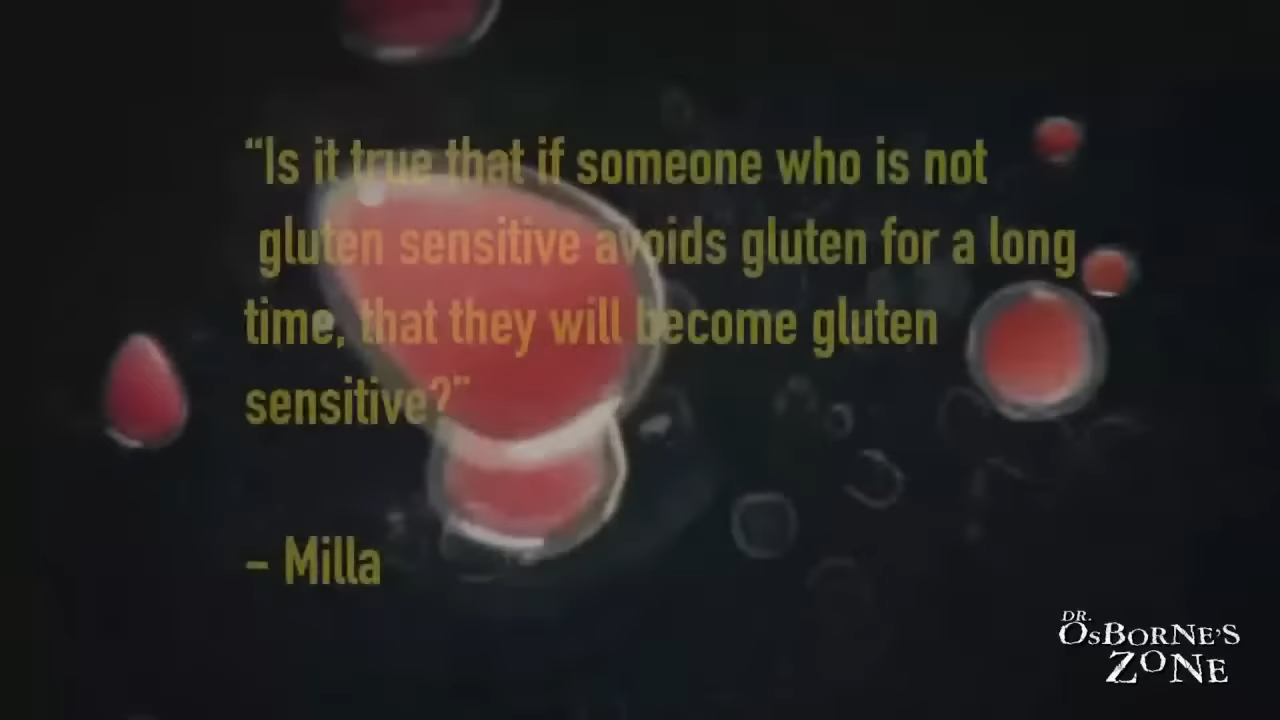 “Is it true that if someone who is not
gluten sensitive avoids gluten for a long
time, that they will become gluten
sensitive?”
– Milla
DR.
OSBORNE'S
ZONE